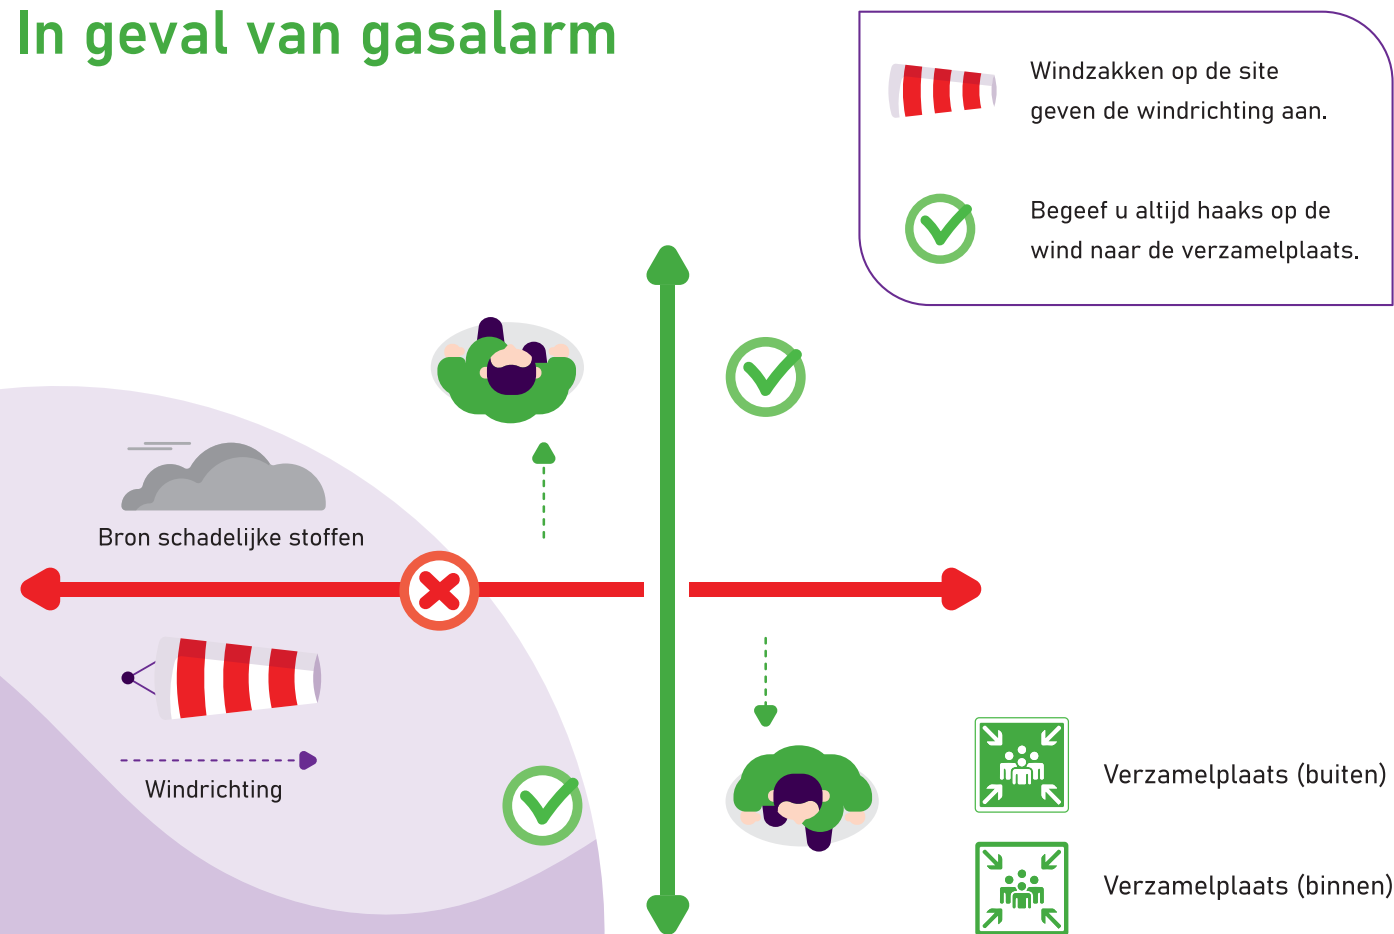 In geval van gasalarm
Windzakken op de site
geven de windrichting aan.
Begeef u altijd haaks op de
wind naar de verzamelplaats.
Bron schadelijke stoffen
Windrichting
Verzamelplaats (buiten)
Verzamelplaats (binnen)